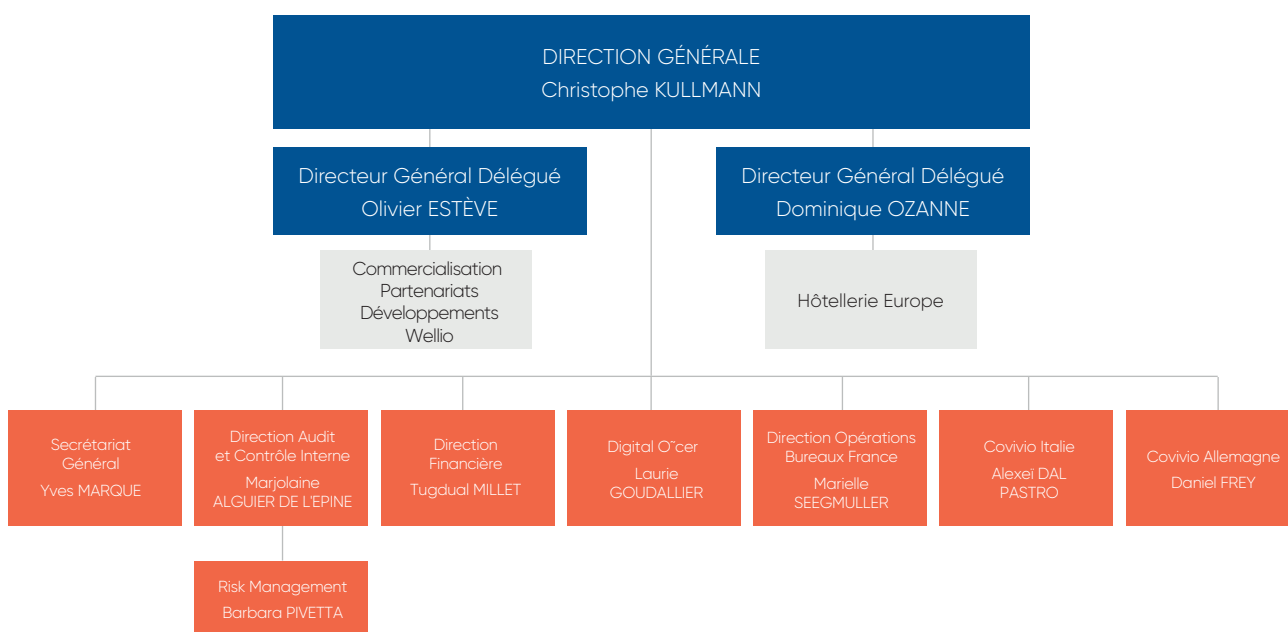 DIRECTION GÉNÉRALE
Christophe KULLMANN
Directeur Général Délégué
Olivier ESTÈVE
Directeur Général Délégué
Dominique OZANNE
Commercialisation
Partenariats
Développements
Wellio
Hôtellerie Europe
Secrétariat
Général
Yves MARQUE
Direction Audit
et Contrôle Interne
Marjolaine
ALGUIER DE L'EPINE
Direction
Financière
Tugdual MILLET
Digital O˜cer
Laurie
GOUDALLIER
Direction Opérations
Bureaux France
Marielle
SEEGMULLER
Covivio Italie
Alexeï DAL
PASTRO
Covivio Allemagne
Daniel FREY
Risk Management
Barbara PIVETTA